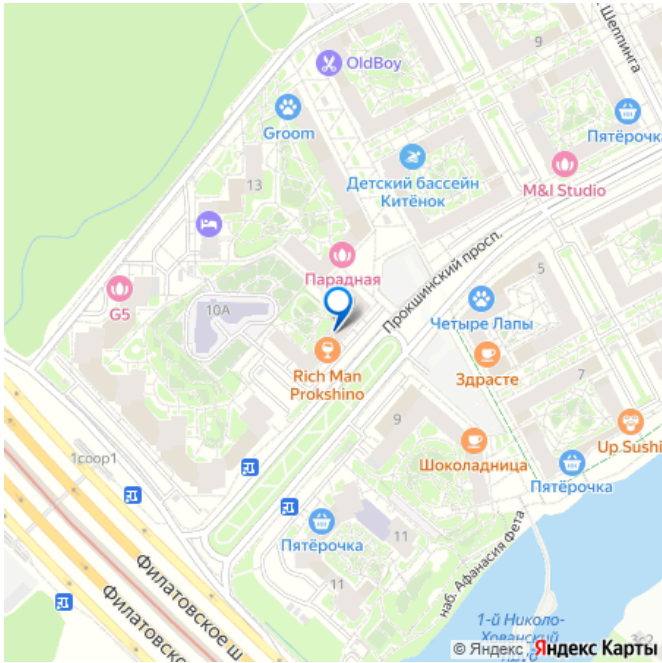 Шеппинга
9
OldBoy
Groom
Пятёрочка
Детский бассейн
Китёнок
M&I Studio
13
Прокшинский просп.
Парадная
5
G5
10А
Четыре Лапы
Rich Man
Prokshino
Здрасте
7
9
Up Sushi
1соор1
Шоколадница
Пятёрочка
Пятёрочка
11
11
наб. Афанасия Фета
Филатовское ш.
Филатовско
1-й Николо-
Хованский
362
© Яндекс
Яндекс Карты